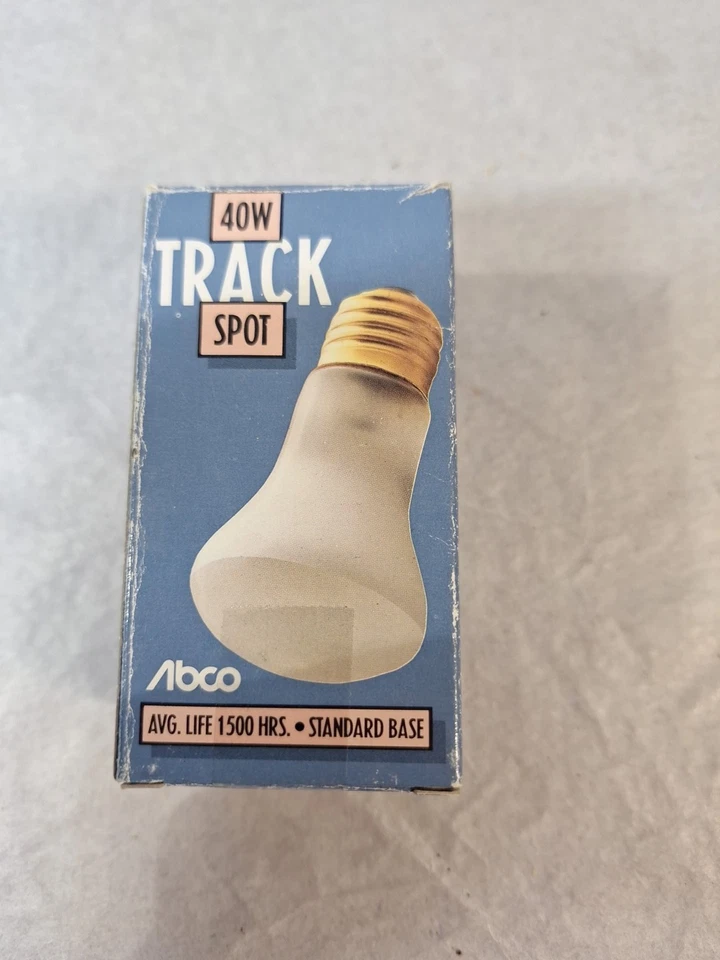 40W
TRACK
SPOT
Abco
AVG. LIFE 1500 HRS. • STANDARD BASE